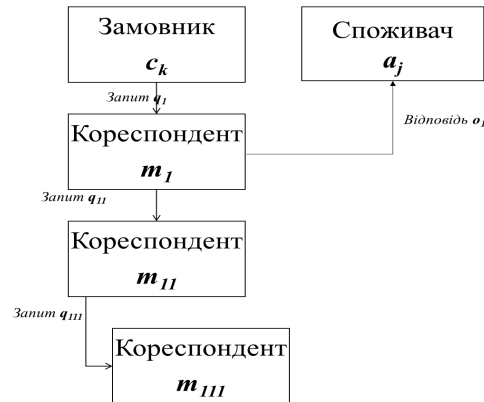 Замовник
c_k
Споживач
a_j
Запит q_1
Кореспондент
m_1
Відповідь o_1
Запит q_11
Кореспондент
m_11
Запит q_111
Кореспондент
m_111